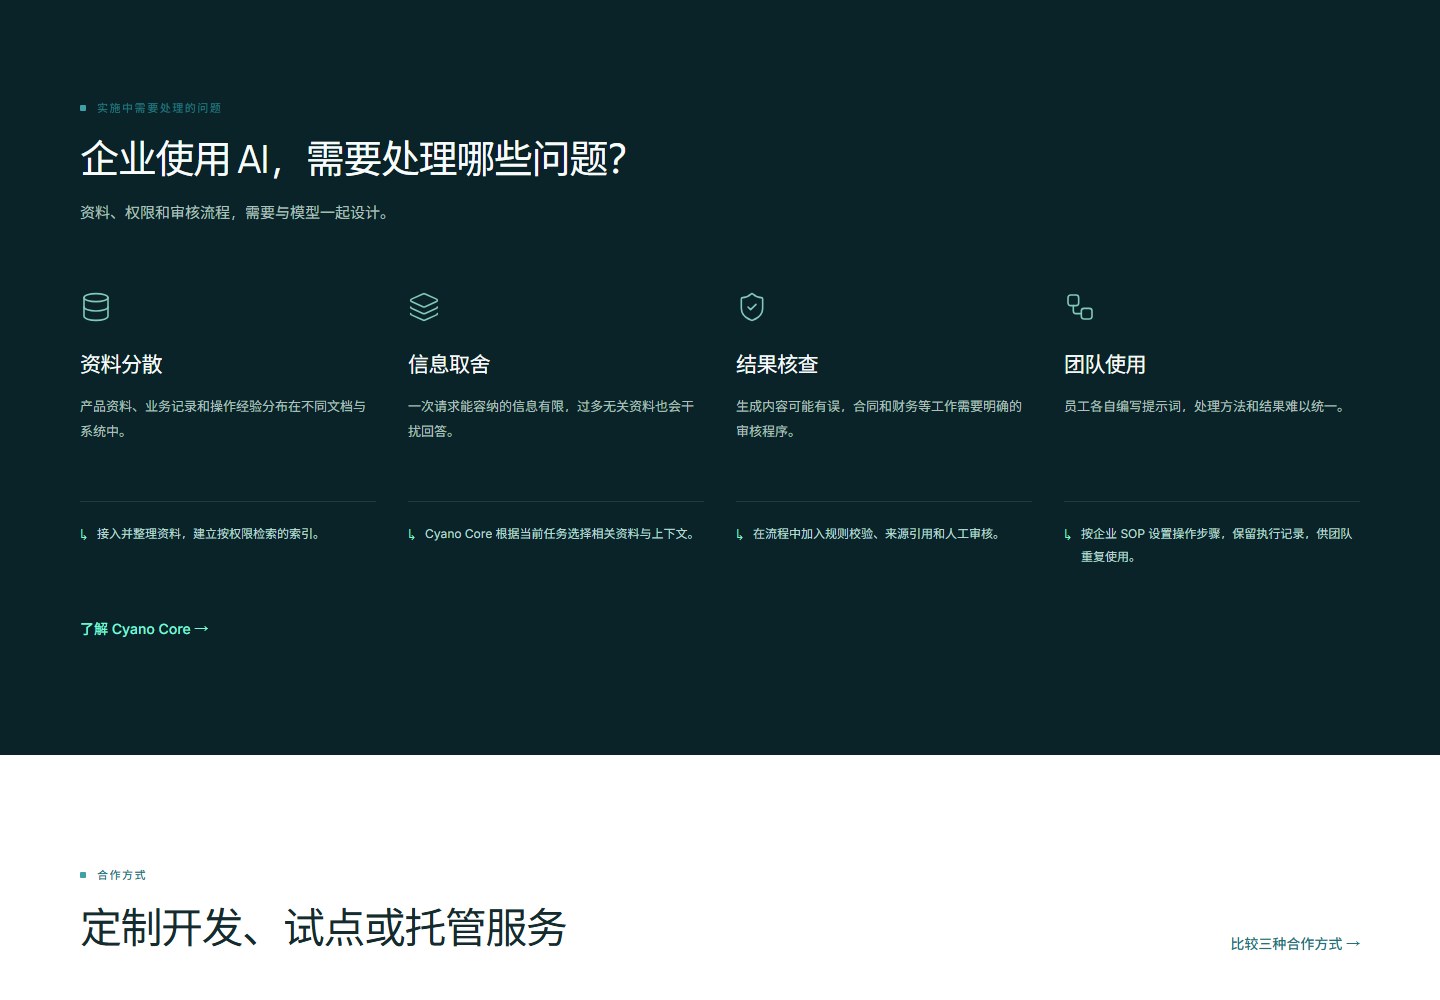 实施中需要处理的问题
企业使用 AI，需要处理哪些问题？
资料、权限和审核流程，需要与模型一起设计。
资料分散
产品资料、业务记录和操作经验分布在不同文档与
系统中。
↳ 接入并整理资料，建立按权限检索的索引。
信息取舍
一次请求能容纳的信息有限，过多无关资料也会干
扰回答。
↳ Cyano Core 根据当前任务选择相关资料与上下文。
结果核查
生成内容可能有误，合同和财务等工作需要明确的
审核程序。
↳ 在流程中加入规则校验、来源引用和人工审核。
团队使用
员工各自编写提示词，处理方法和结果难以统一。
↳ 按企业 SOP 设置操作步骤，保留执行记录，供团队
重复使用。
了解 Cyano Core →
合作方式
定制开发、试点或托管服务
比较三种合作方式 →